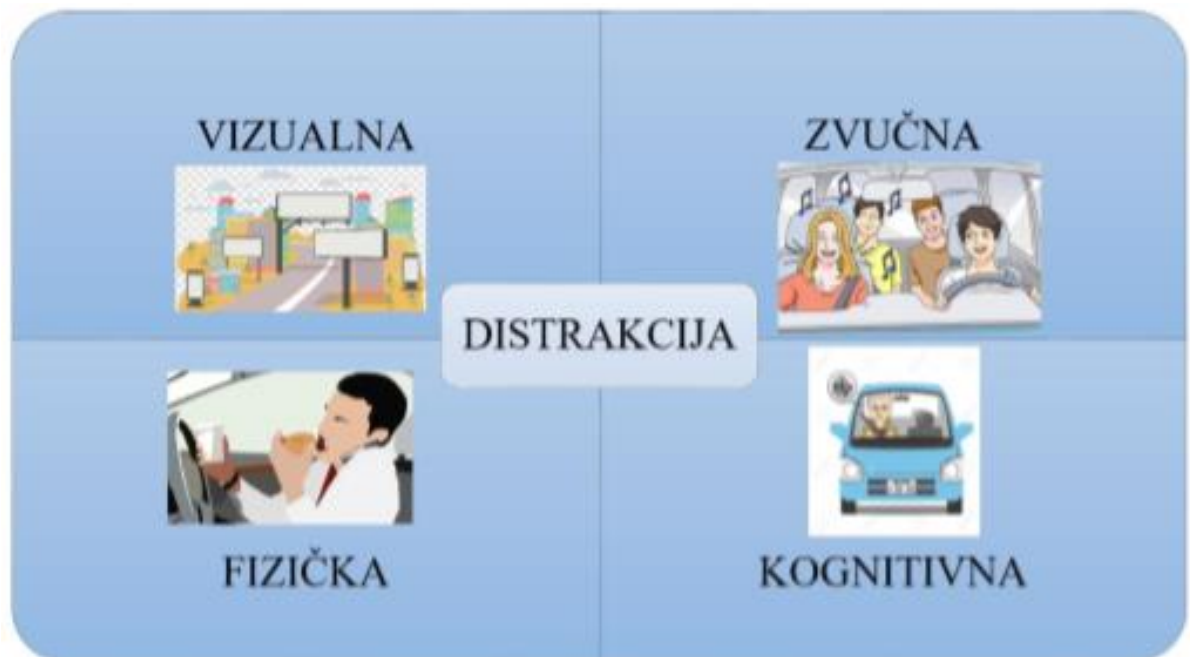 VIZUALNA
ZVUČNA
DISTRAKCIJA
FIZIČKA
KOGNITIVNA